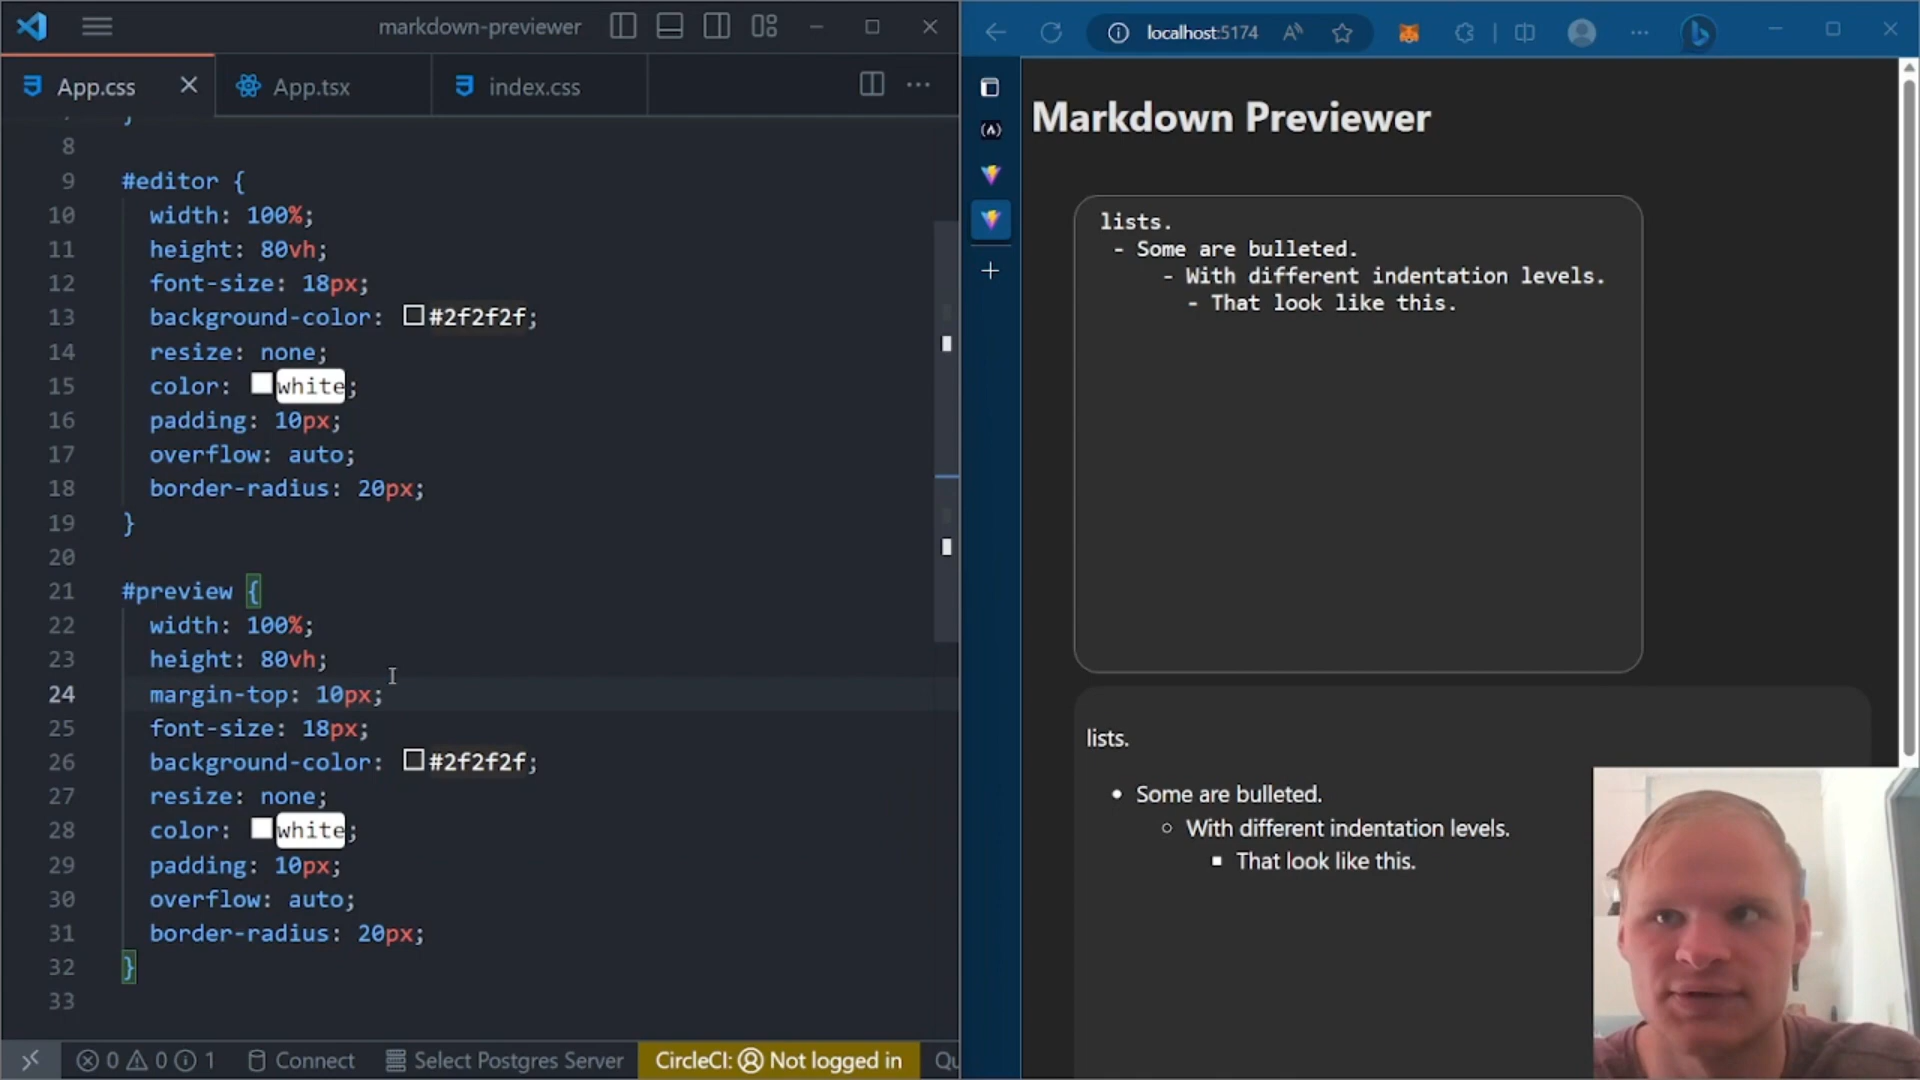 markdown-previewer
App.css
App.tsx
index.css
8
9 #editor {
10 width: 100%;
11 height: 80vh;
12 font-size: 18px;
13 background-color: #2f2f2f;
14 resize: none;
15 color: white;
16 padding: 10px;
17 overflow: auto;
18 border-radius: 20px;
19 }
20
21 #preview {
22 width: 100%;
23 height: 80vh;
24 margin-top: 10px;
25 font-size: 18px;
26 background-color: #2f2f2f;
27 resize: none;
28 color: white;
29 padding: 10px;
30 overflow: auto;
31 border-radius: 20px;
32 }
33
0 0 1 Connect Select Postgres Server CircleCI: Not logged in Qu
localhost:5174
Markdown Previewer
lists.
- Some are bulleted.
- With different indentation levels.
- That look like this.
lists.
• Some are bulleted.
◦ With different indentation levels.
▪ That look like this.